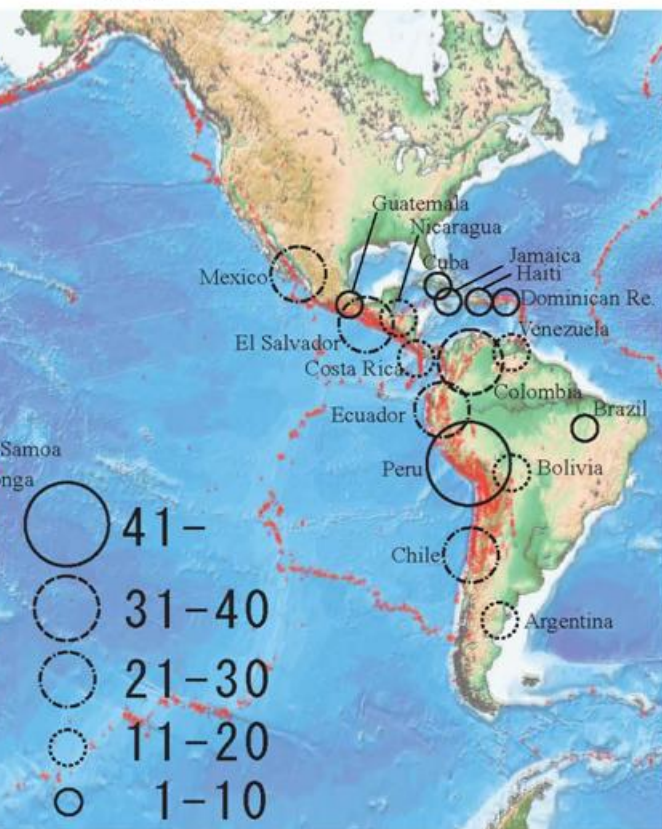 Guatemala
Nicaragua
Cuba
Jamaica
Haiti
Mexico
Dominican Re.
Venezuela
El Salvador
Costa Rica
Colombia
Ecuador
Brazil
Samoa
Peru
Bolivia
41-
Chile
31-40
Argentina
21-30
11-20
1-10